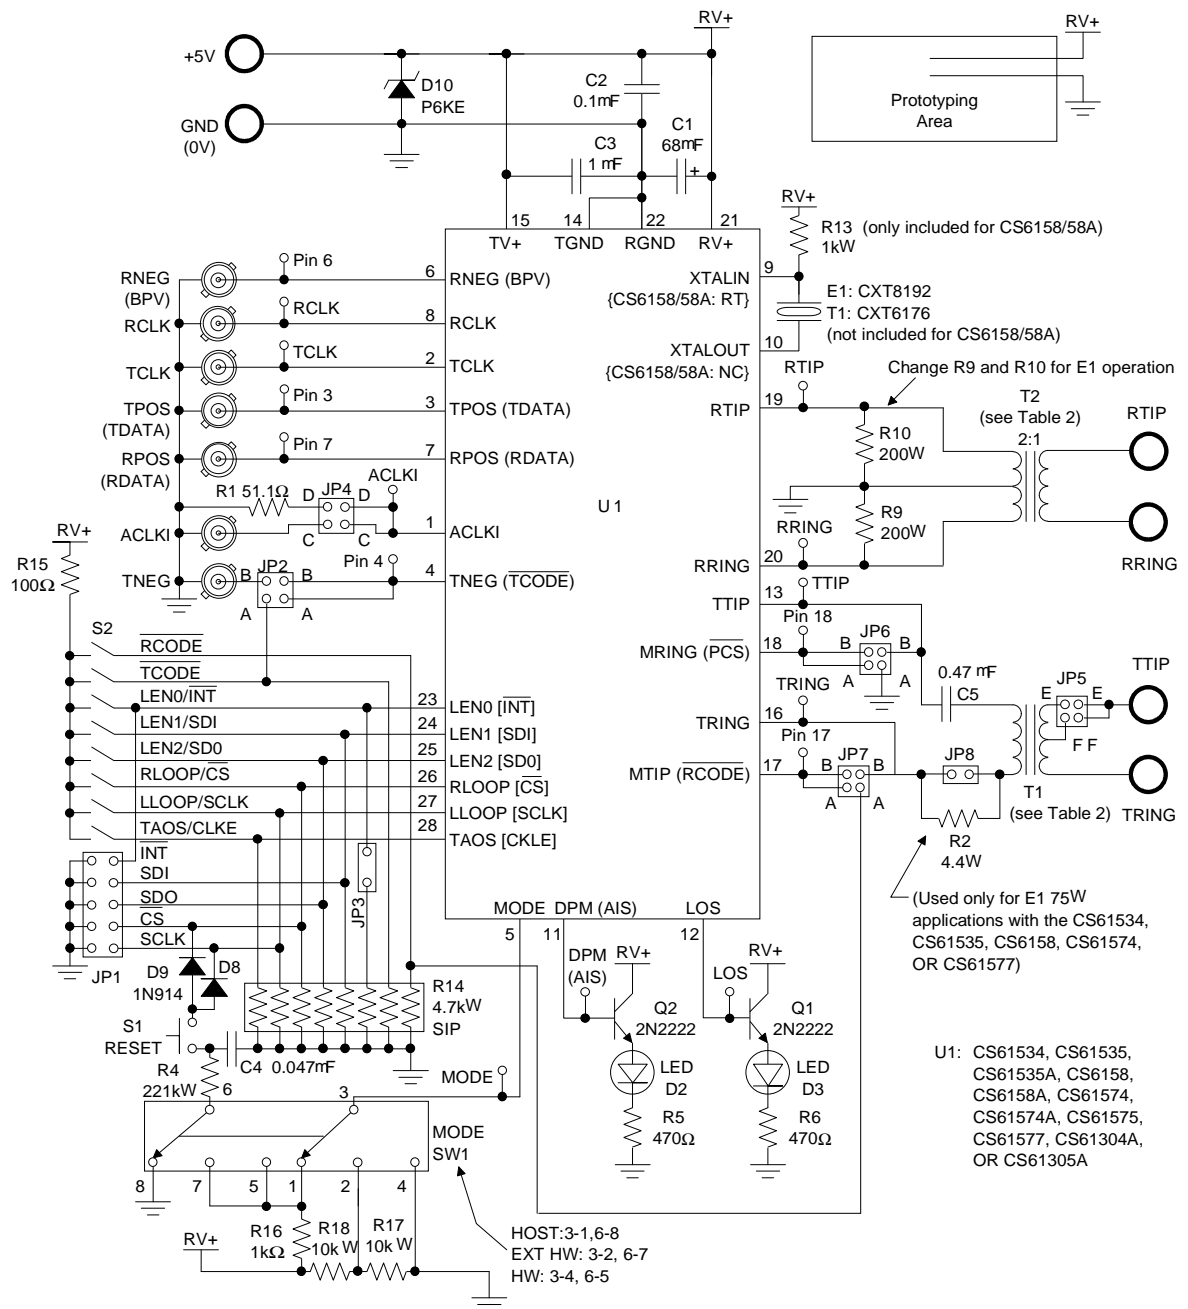 RV+
+5V
GND
(0V)
D10
P6KE
C2
0.1mF
C1
68mF
+
C3
1 mF
RV+
Prototyping
Area
15
14
22
21
TV+
TGND
RGND
RV+
RV+
R13 (only included for CS6158/58A)
1kW
9
XTALIN
{CS6158/58A: RT}
E1: CXT8192
T1: CXT6176
(not included for CS6158/58A)
10
XTALOUT
{CS6158/58A: NC}
RNEG
(BPV)
Pin 6
6
RNEG (BPV)
RCLK
RCLK
8
RCLK
TCLK
TCLK
2
TCLK
TPOS
(TDATA)
Pin 3
3
TPOS (TDATA)
RPOS
(RDATA)
Pin 7
7
RPOS (RDATA)
R1 51.1Ω
D
JP4
D
C
C
ACLKI
ACLKI
1
ACLKI
TNEG
B
JP2
B
A
A
Pin 4
4
TNEG (TCODE)
U1
RTIP
Change R9 and R10 for E1 operation
19
RTIP
R10
200W
R9
200W
T2
(see Table 2)
2:1
RTIP
RRING
RRING
20
RRING
TTIP
13
TTIP
Pin 18
18
MRING (PCS)
B
JP6
B
A
A
0.47 mF
C5
TRING
16
TRING
Pin 17
17
MTIP (RCODE)
B
JP7
B
A
A
JP8
R2
4.4W
T1
(see Table 2)
E
JP5
E
F F
TTIP
TRING
(Used only for E1 75W
applications with the CS61534,
CS61535, CS6158, CS61574,
OR CS61577)
RV+
R15
100Ω
S2
RCODE
TCODE
LEN0/INT
23
LEN0 [INT]
LEN1/SDI
24
LEN1 [SDI]
LEN2/SD0
25
LEN2 [SD0]
RLOOP/CS
26
RLOOP [CS]
LLOOP/SCLK
27
LLOOP [SCLK]
TAOS/CLKE
28
TAOS [CKLE]
INT
SDI
SDO
CS
SCLK
JP1
JP3
D9
1N914
D8
S1
RESET
R4
221kW
C4 0.047mF
R14
4.7kW
SIP
MODE
5
DPM (AIS)
11
LOS
12
DPM
(AIS)
RV+
Q2
2N2222
LED
D2
R5
470Ω
LOS
RV+
Q1
2N2222
LED
D3
R6
470Ω
U1: CS61534, CS61535,
CS61535A, CS6158,
CS6158A, CS61574,
CS61574A, CS61575,
CS61577, CS61304A,
OR CS61305A
MODE
6
3
MODE
SW1
8
7
5
1
2
4
RV+
R16
1kΩ
R18
10k W
R17
10k W
HOST:3-1,6-8
EXT HW: 3-2, 6-7
HW: 3-4, 6-5